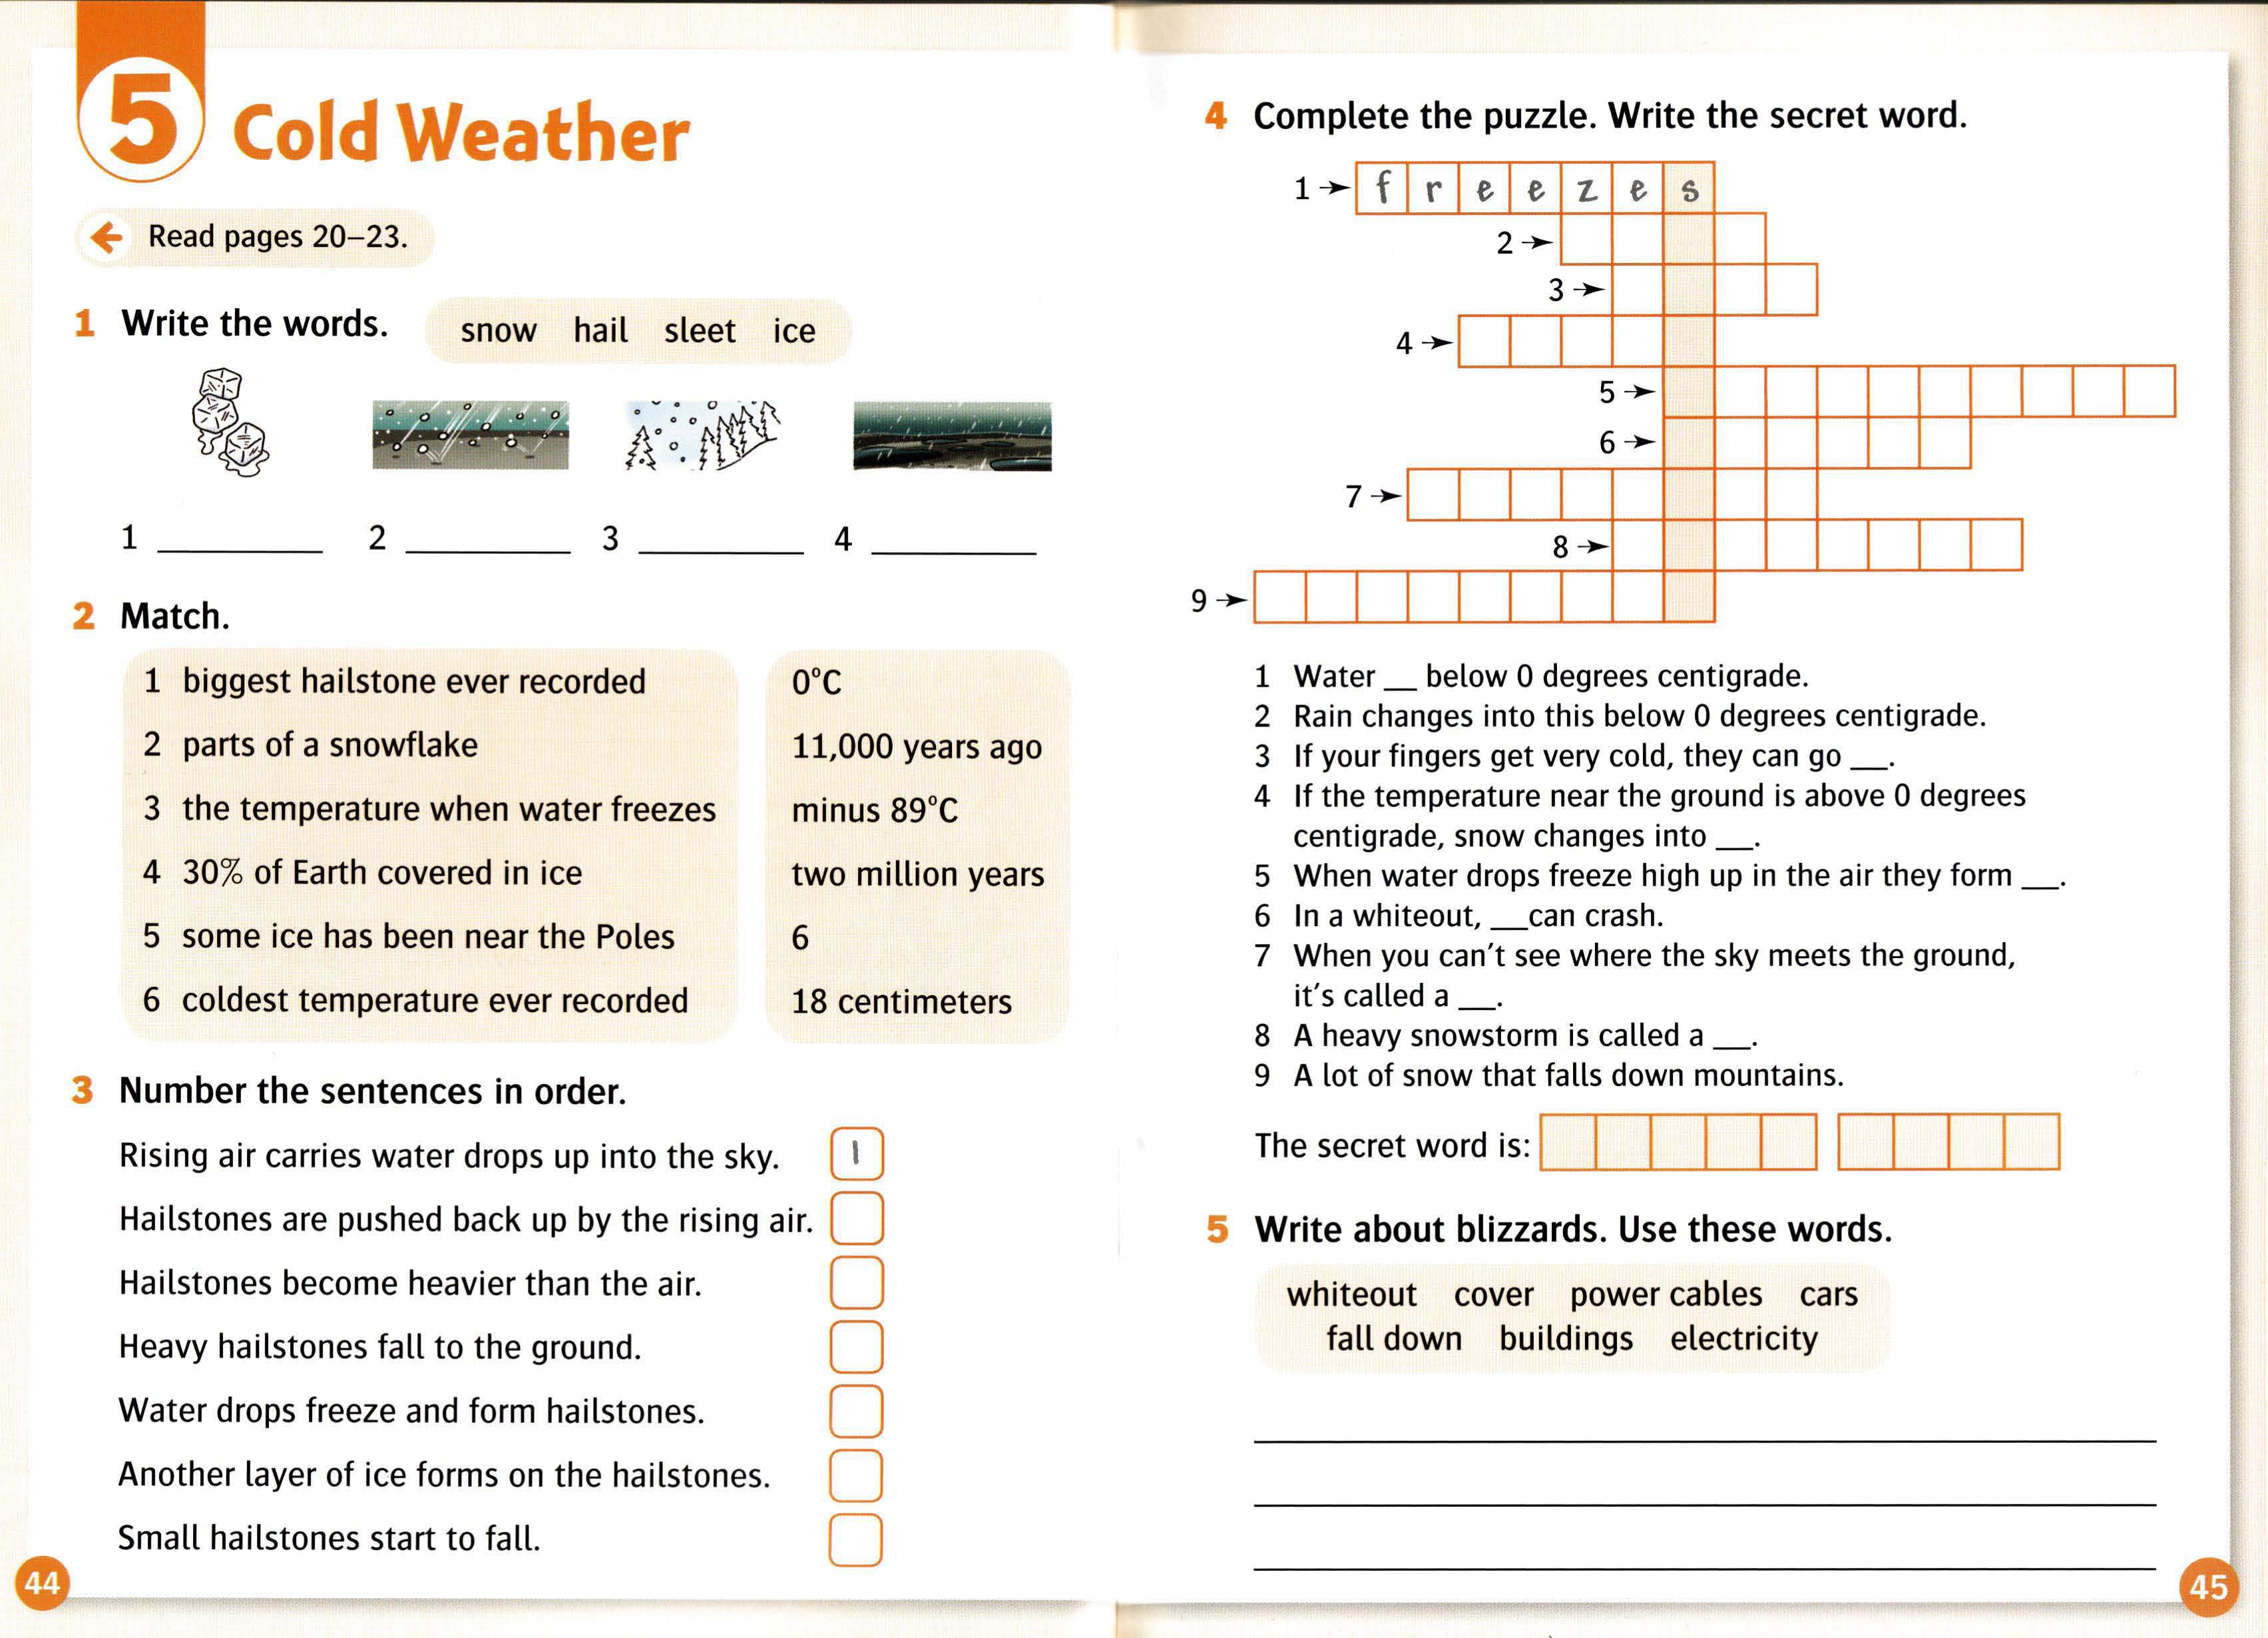 5 Cold Weather
Read pages 20–23.
1 Write the words.
snow hail sleet ice
1 ____ 2 ____ 3 ____ 4 ____
2 Match.
1 biggest hailstone ever recorded
2 parts of a snowflake
3 the temperature when water freezes
4 30% of Earth covered in ice
5 some ice has been near the Poles
6 coldest temperature ever recorded
0°C
11,000 years ago
minus 89°C
two million years
6
18 centimeters
3 Number the sentences in order.
Rising air carries water drops up into the sky. 1
Hailstones are pushed back up by the rising air.
Hailstones become heavier than the air.
Heavy hailstones fall to the ground.
Water drops freeze and form hailstones.
Another layer of ice forms on the hailstones.
Small hailstones start to fall.
44
4 Complete the puzzle. Write the secret word.
1 f r e e z e s
2
3
4
5
6
7
8
9
1 Water __ below 0 degrees centigrade.
2 Rain changes into this below 0 degrees centigrade.
3 If your fingers get very cold, they can go __.
4 If the temperature near the ground is above 0 degrees
centigrade, snow changes into __.
5 When water drops freeze high up in the air they form __.
6 In a whiteout, __can crash.
7 When you can't see where the sky meets the ground,
it's called a __.
8 A heavy snowstorm is called a __.
9 A lot of snow that falls down mountains.
The secret word is:
5 Write about blizzards. Use these words.
whiteout cover power cables cars
fall down buildings electricity
45